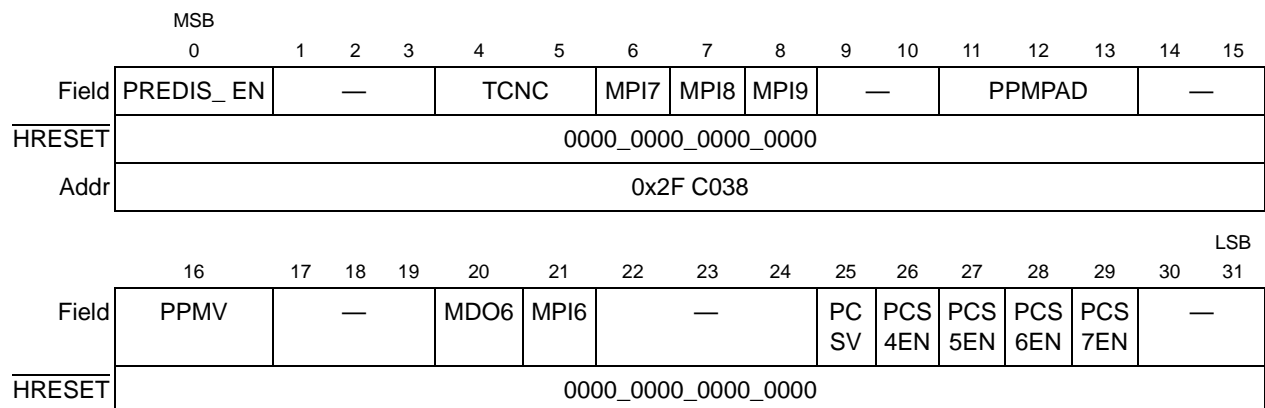 MSB
0 1 2 3 4 5 6 7 8 9 10 11 12 13 14 15
Field PREDIS_ EN — TCNC MPI7 MPI8 MPI9 — PPMPAD —
HRESET 0000_0000_0000_0000
Addr 0x2F C038
LSB
16 17 18 19 20 21 22 23 24 25 26 27 28 29 30 31
Field PPMV — MDO6 MPI6 — PC PCS PCS PCS PCS —
SV 4EN 5EN 6EN 7EN
HRESET 0000_0000_0000_0000